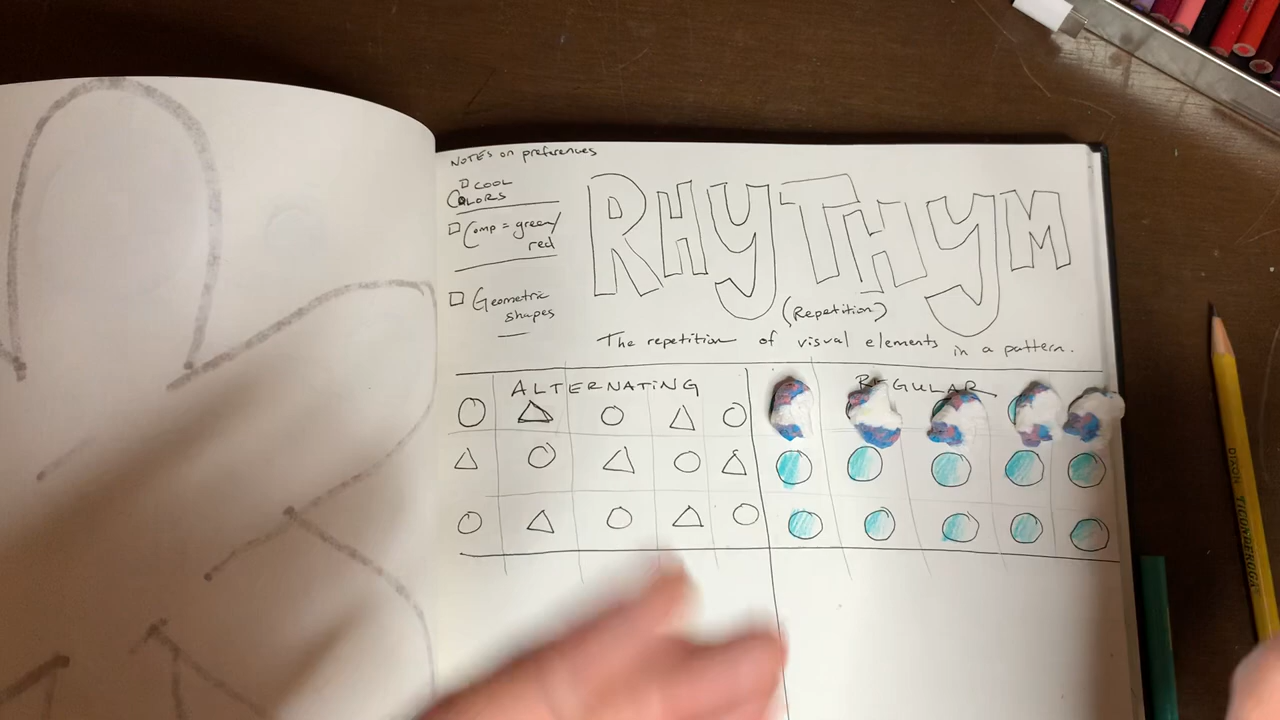 NOTES on preferences
COOL
COLORS
Comp = green/
red
Geometric
shapes
RHYTHYM
(Repetition)
The repetition of visual elements in a pattern.
ALTERNATING
REGULAR
DIXON TICONDEROGA